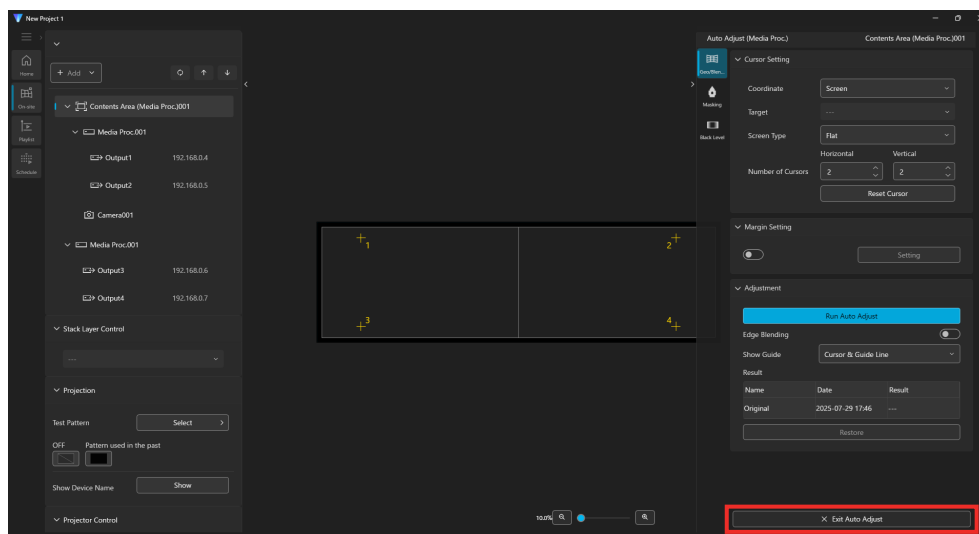 New Project 1
Auto Adjust (Media Proc.)
Contents Area (Media Proc.)001
Home
On-site
Playlist
Schedule
+ Add
Contents Area (Media Proc.)001
Media Proc.001
Output1 192.168.0.4
Output2 192.168.0.5
Camera001
Media Proc.001
Output3 192.168.0.6
Output4 192.168.0.7
Stack Layer Control
---
Projection
Test Pattern Select >
OFF Pattern used in the past
Show Device Name Show
Projector Control
1
2
3
4
10.0%
Geo/Blen...
Masking
Black Level
Cursor Setting
Coordinate Screen
Target ---
Screen Type Flat
Horizontal Vertical
Number of Cursors 2 2
Reset Cursor
Margin Setting
Setting
Adjustment
Run Auto Adjust
Edge Blending
Show Guide Cursor & Guide Line
Result
Name Date Result
Original 2025-07-29 17:46 ---
Restore
× Exit Auto Adjust